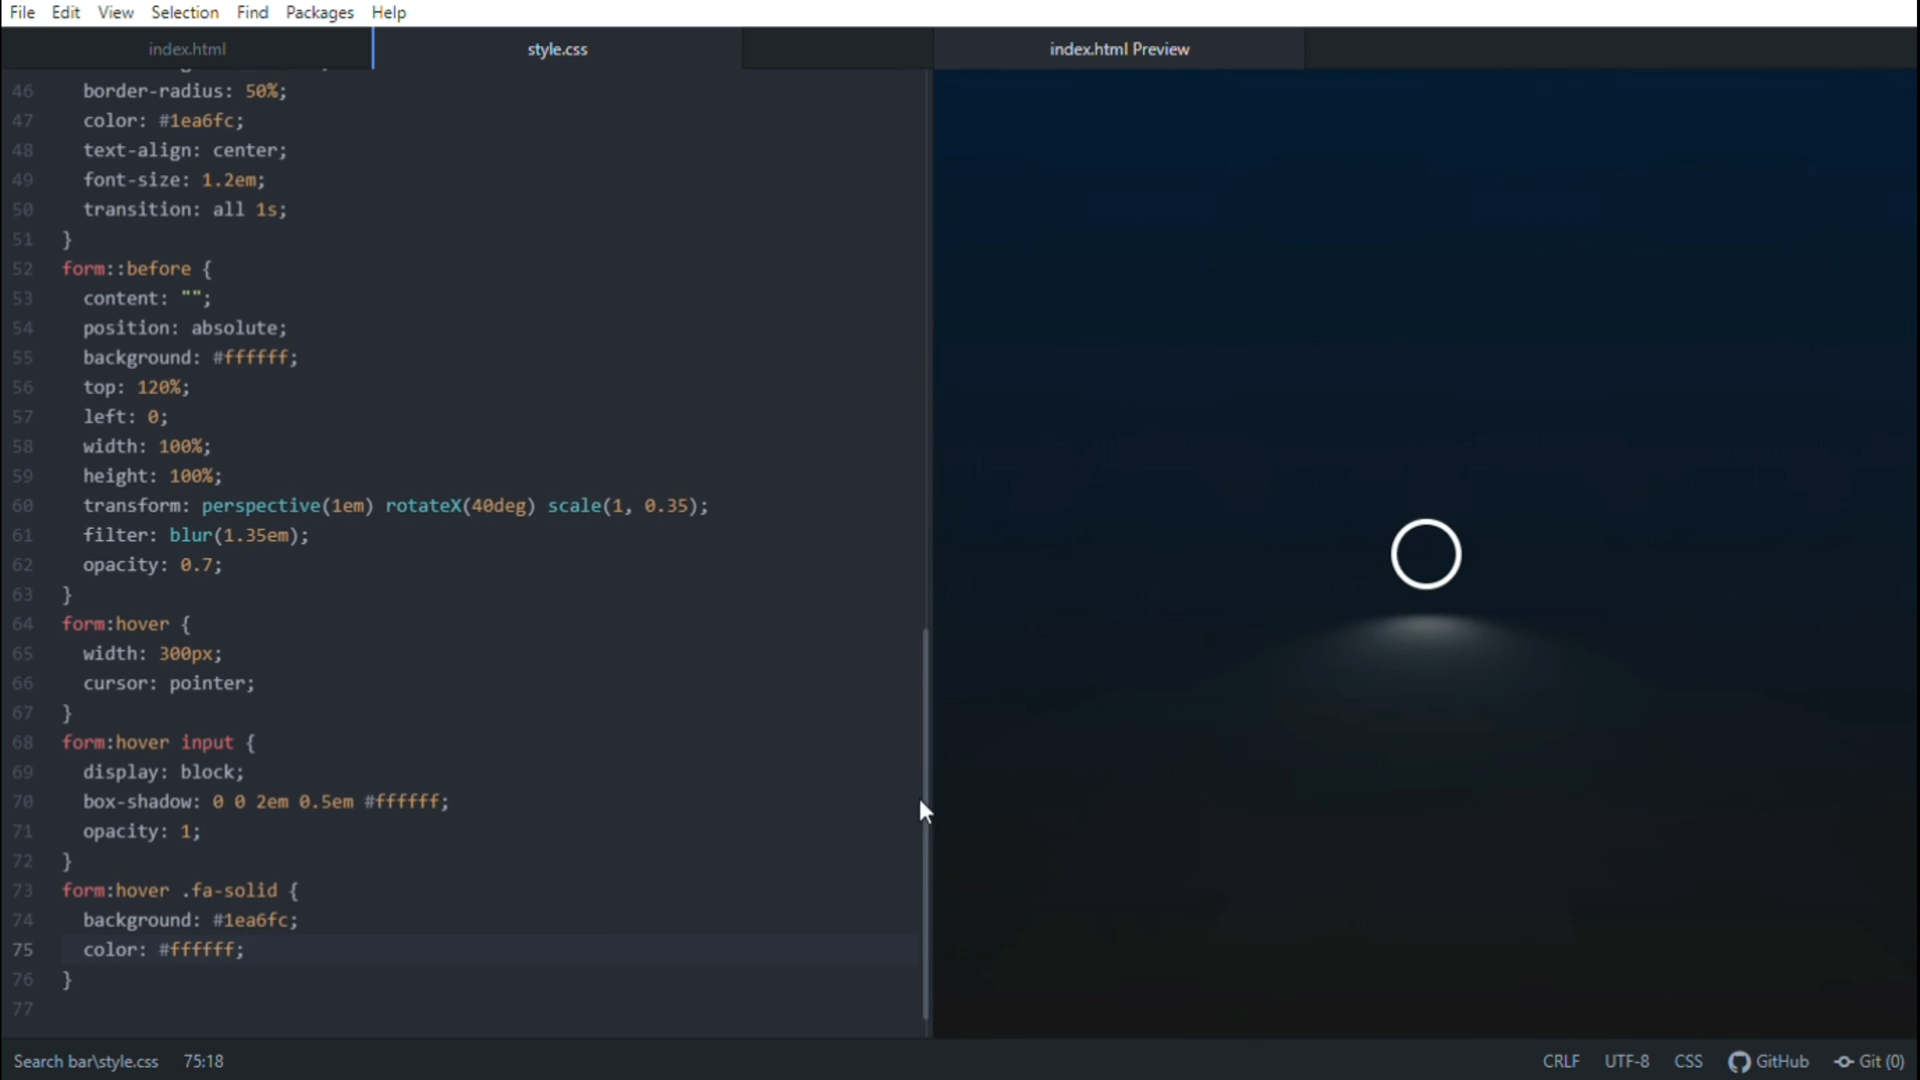 File Edit View Selection Find Packages Help
index.html style.css index.html Preview
46 border-radius: 50%;
47 color: #1ea6fc;
48 text-align: center;
49 font-size: 1.2em;
50 transition: all 1s;
51 }
52 form::before {
53 content: "";
54 position: absolute;
55 background: #ffffff;
56 top: 120%;
57 left: 0;
58 width: 100%;
59 height: 100%;
60 transform: perspective(1em) rotateX(40deg) scale(1, 0.35);
61 filter: blur(1.35em);
62 opacity: 0.7;
63 }
64 form:hover {
65 width: 300px;
66 cursor: pointer;
67 }
68 form:hover input {
69 display: block;
70 box-shadow: 0 0 2em 0.5em #ffffff;
71 opacity: 1;
72 }
73 form:hover .fa-solid {
74 background: #1ea6fc;
75 color: #ffffff;
76 }
77
Search bar\style.css 75:18 CRLF UTF-8 CSS GitHub Git (0)